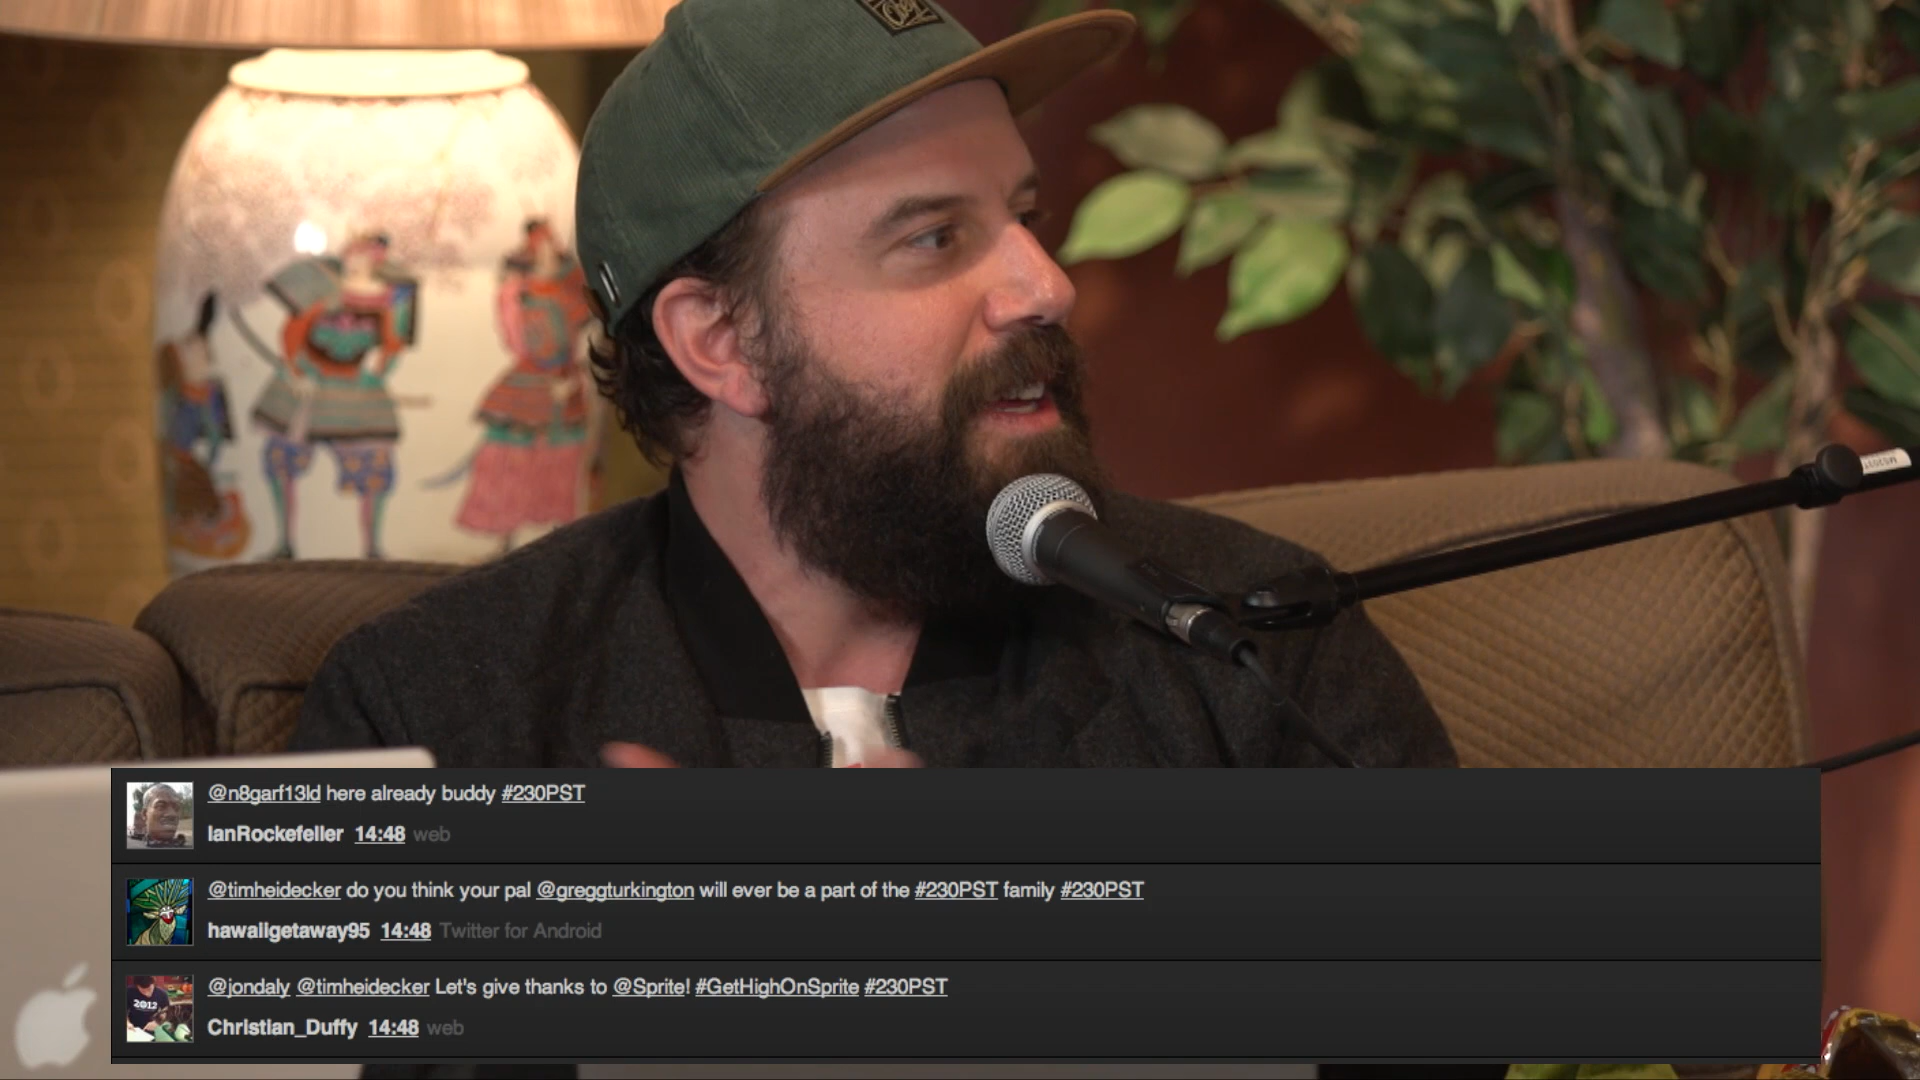 @n8garf13ld here already buddy #230PST
IanRockefeller 14:48 web
@timheidecker do you think your pal @greggturkington will ever be a part of the #230PST family #230PST
hawaiigetaway95 14:48 Twitter for Android
@jondaly @timheidecker Let's give thanks to @Sprite! #GetHighOnSprite #230PST
2012
Christian_Duffy 14:48 web